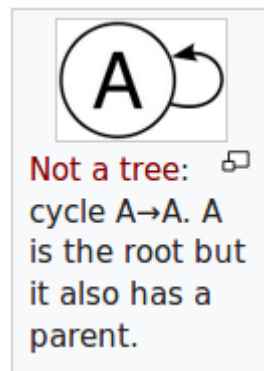 A
Not a tree:
cycle A→A. A
is the root but
it also has a
parent.